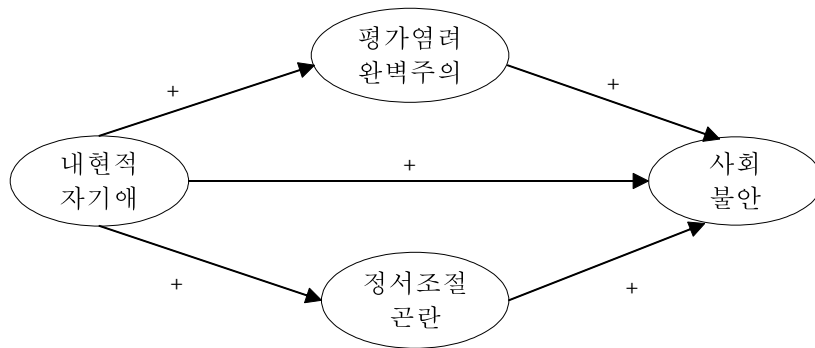 평가염려
완벽주의
+
+
내현적
자기애
+
사회
불안
+
정서조절
곤란
+